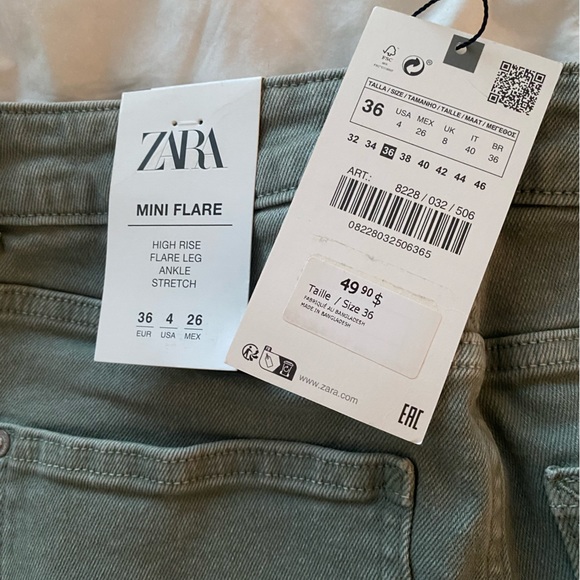 ZARA
MINI FLARE
HIGH RISE
FLARE LEG
ANKLE
STRETCH
36 4 26
EUR USA MEX
FSC
TALLA / SIZE / TAMANHO / TAILLE / MAAT / ΜΕΓΕΘΟΣ
36 USA MEX UK IT BR
4 26 8 40 36
32 34 36 38 40 42 44 46
ART.: 8228 / 032 / 506
08228032506365
49 90 $
Taille / Size 36
FABRIQUÉ AU BANGLADESH
MADE IN BANGLADESH
www.zara.com
EAC